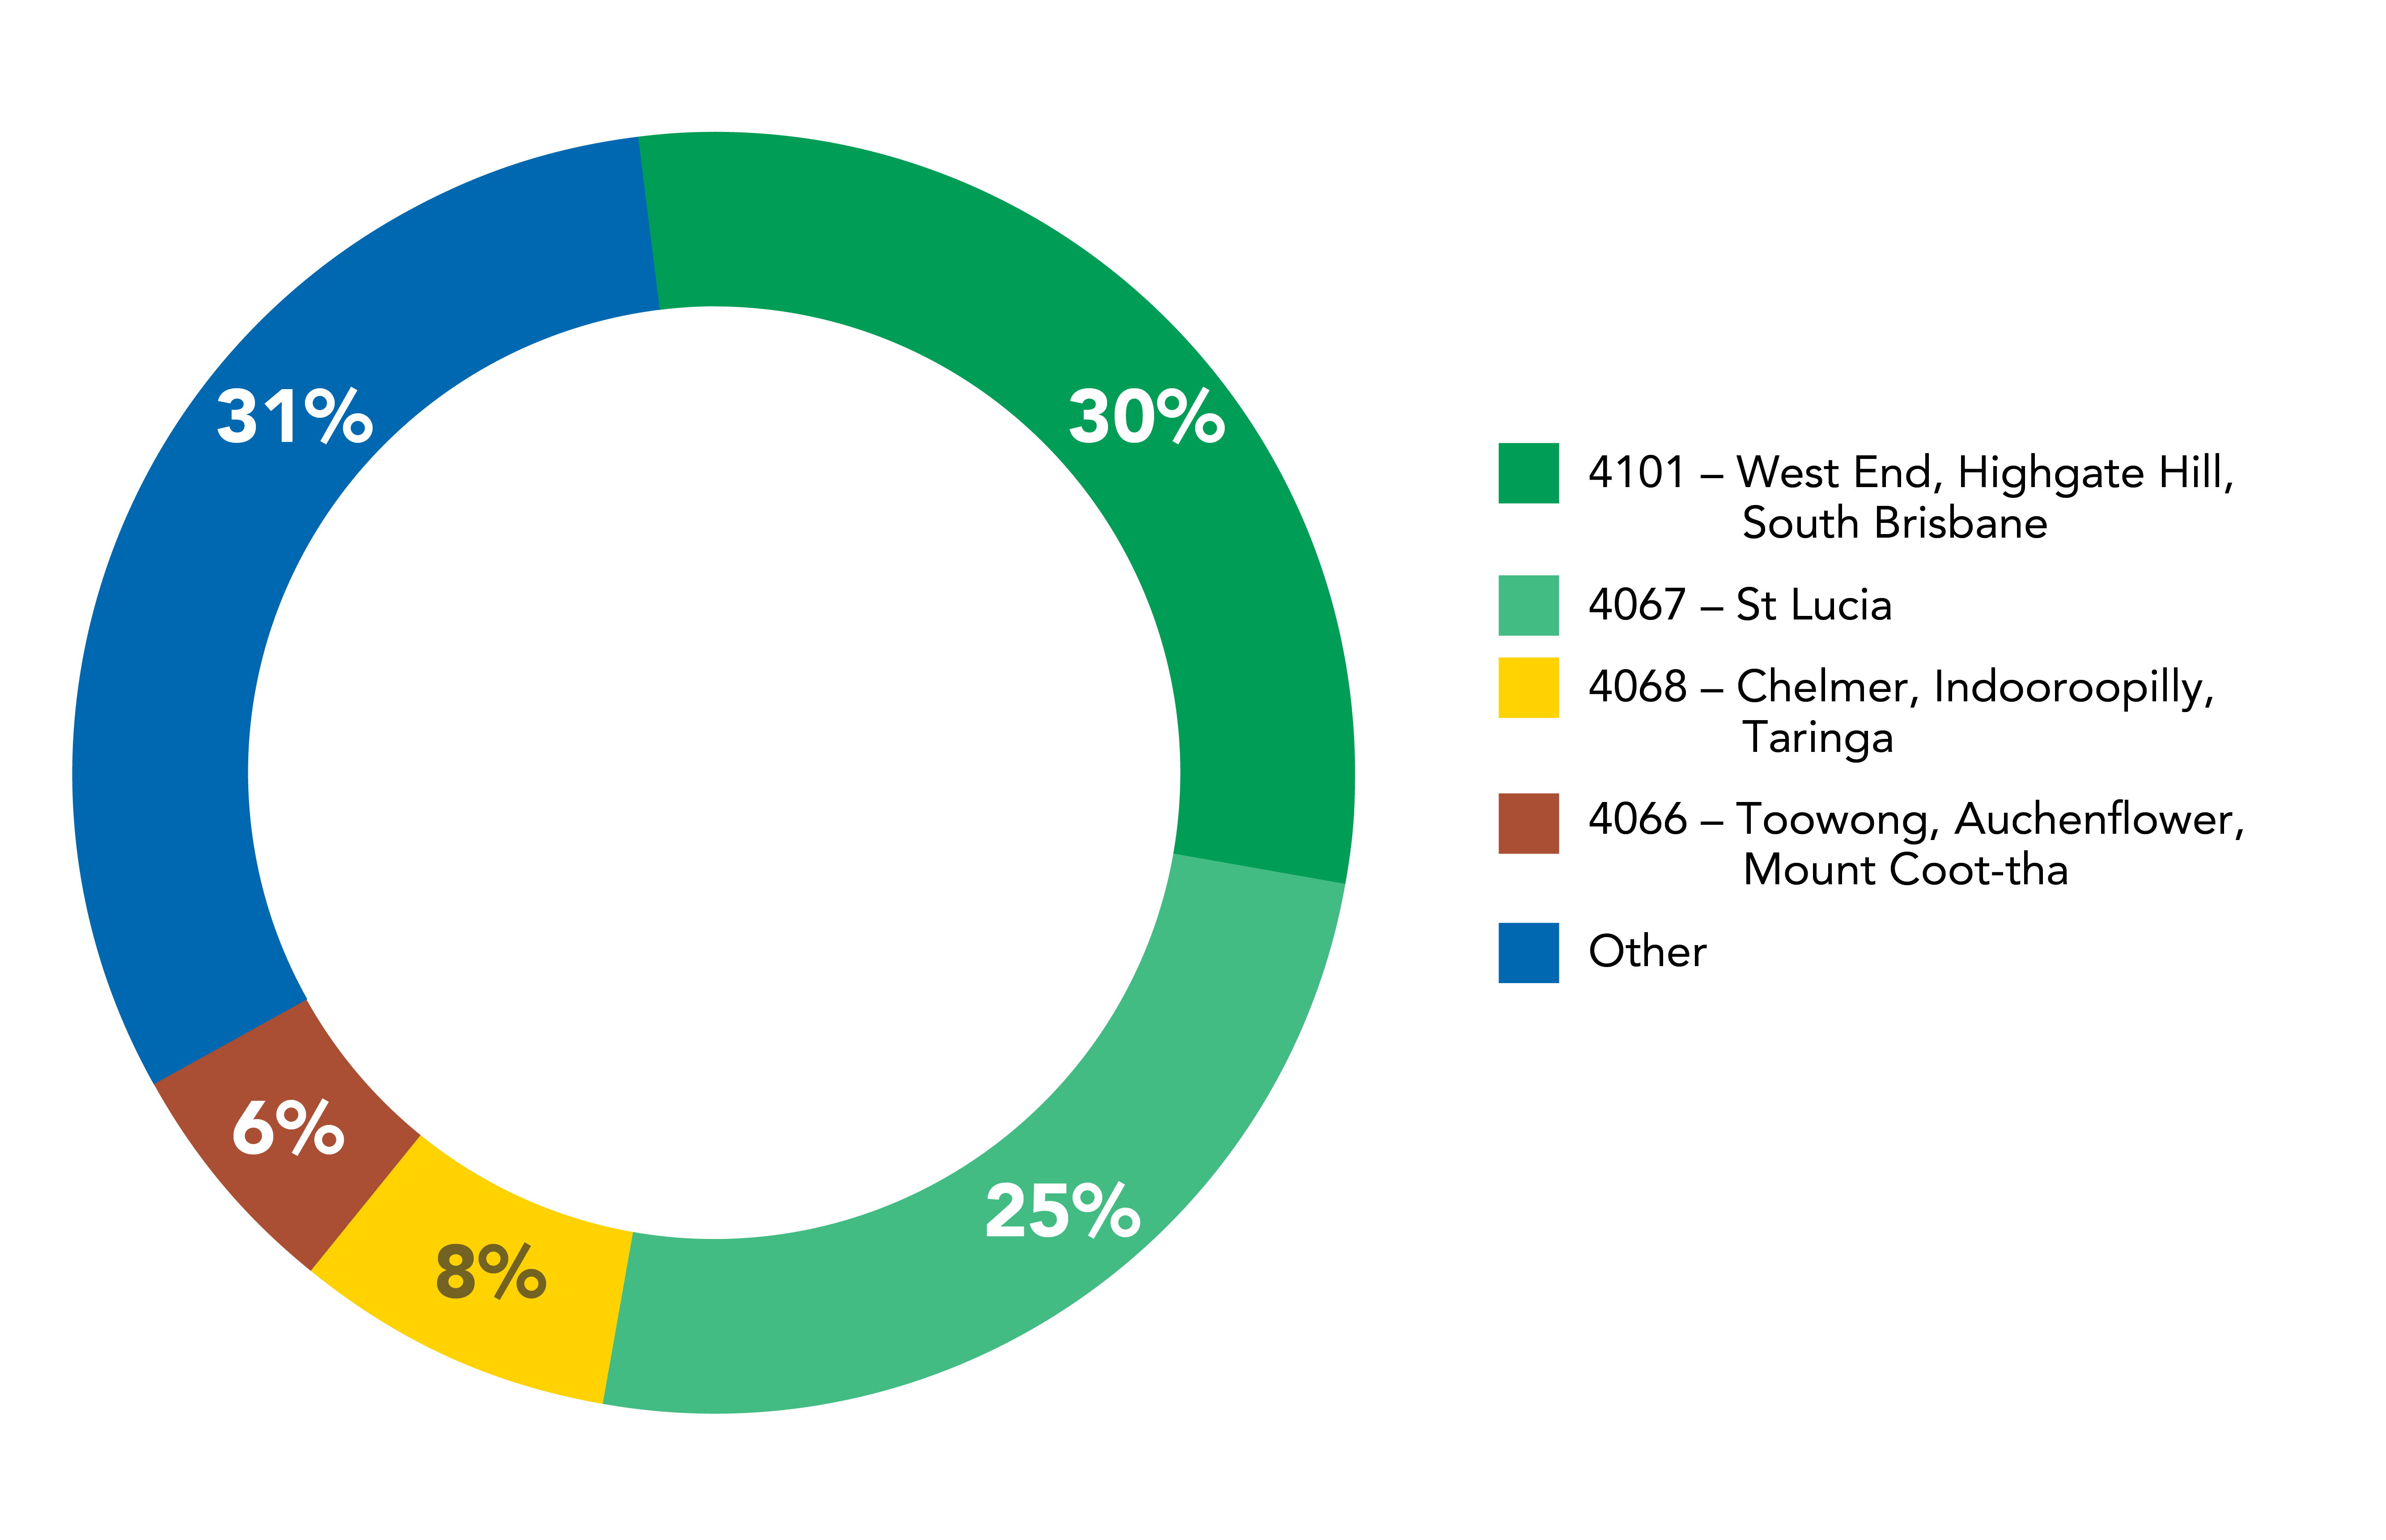 31%
30%
6%
8%
25%
4101 – West End, Highgate Hill,
South Brisbane
4067 – St Lucia
4068 – Chelmer, Indooroopilly,
Taringa
4066 – Toowong, Auchenflower,
Mount Coot-tha
Other